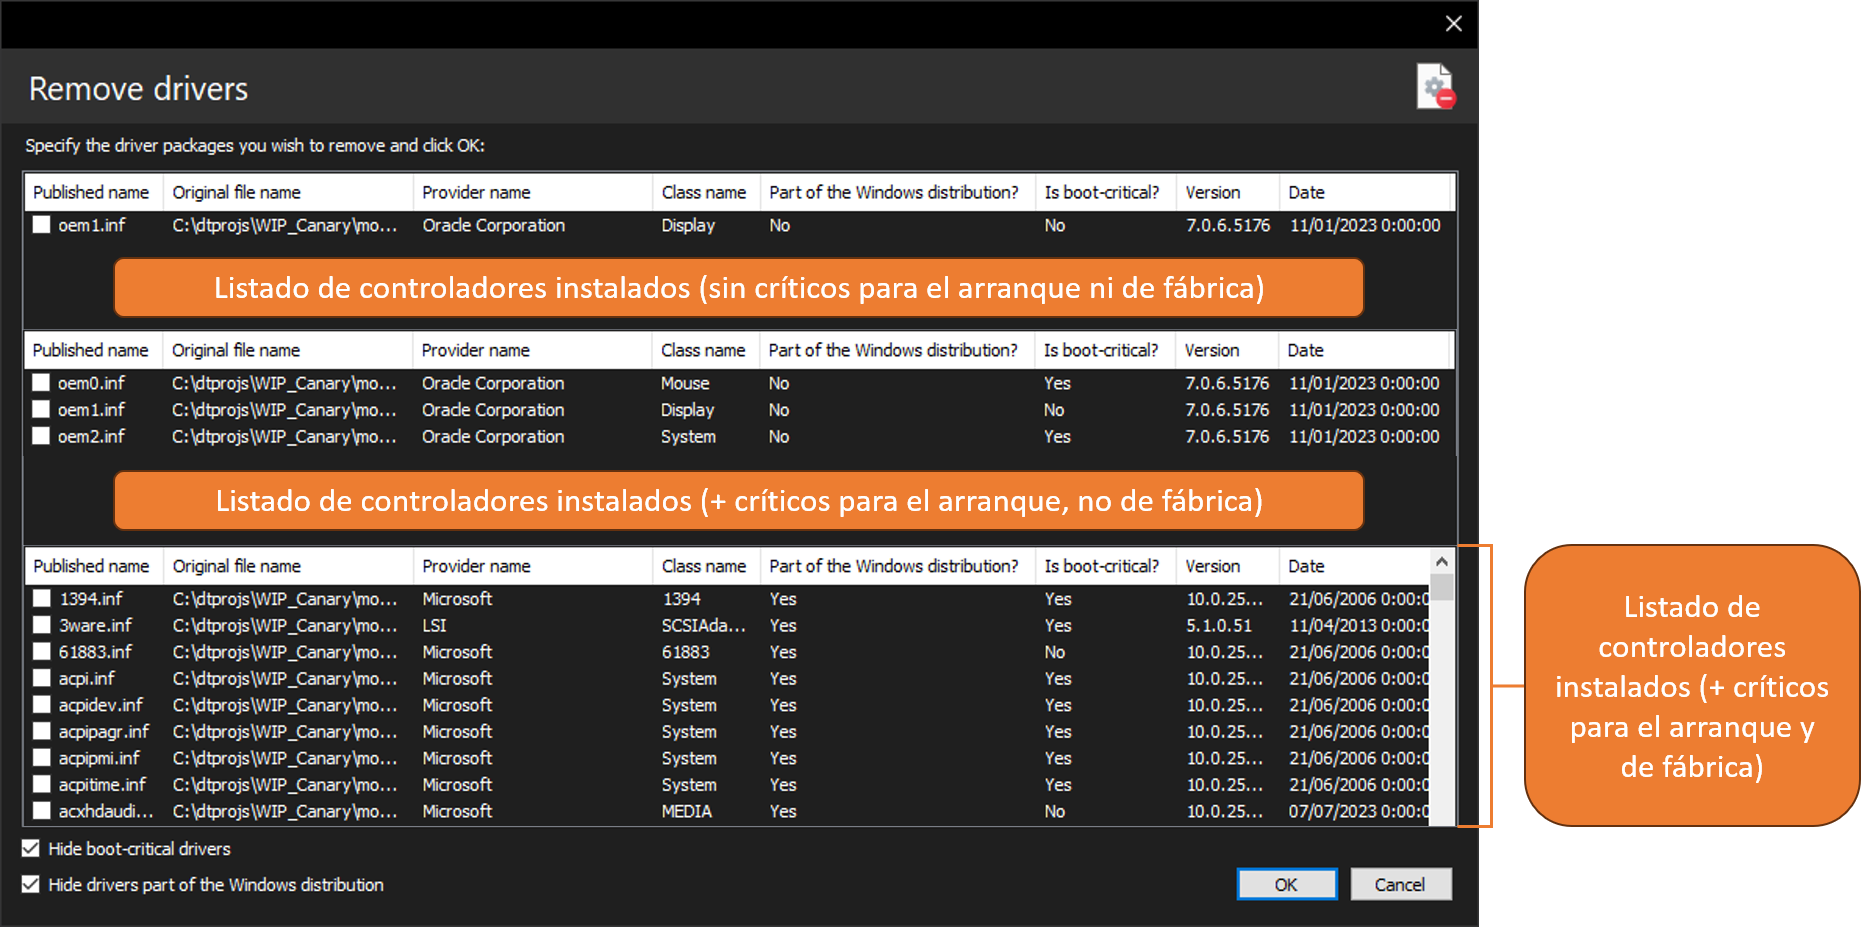 Remove drivers
Specify the driver packages you wish to remove and click OK:
Published name Original file name Provider name Class name Part of the Windows distribution? Is boot-critical? Version Date
oem1.inf C:\dtprojs\WIP_Canary\mo... Oracle Corporation Display No No 7.0.6.5176 11/01/2023 0:00:00
Listado de controladores instalados (sin críticos para el arranque ni de fábrica)
Published name Original file name Provider name Class name Part of the Windows distribution? Is boot-critical? Version Date
oem0.inf C:\dtprojs\WIP_Canary\mo... Oracle Corporation Mouse No Yes 7.0.6.5176 11/01/2023 0:00:00
oem1.inf C:\dtprojs\WIP_Canary\mo... Oracle Corporation Display No No 7.0.6.5176 11/01/2023 0:00:00
oem2.inf C:\dtprojs\WIP_Canary\mo... Oracle Corporation System No Yes 7.0.6.5176 11/01/2023 0:00:00
Listado de controladores instalados (+ críticos para el arranque, no de fábrica)
Published name Original file name Provider name Class name Part of the Windows distribution? Is boot-critical? Version Date
1394.inf C:\dtprojs\WIP_Canary\mo... Microsoft 1394 Yes Yes 10.0.25... 21/06/2006 0:00:0
3ware.inf C:\dtprojs\WIP_Canary\mo... LSI SCSIAda... Yes Yes 5.1.0.51 11/04/2013 0:00:0
61883.inf C:\dtprojs\WIP_Canary\mo... Microsoft 61883 Yes No 10.0.25... 21/06/2006 0:00:0
acpi.inf C:\dtprojs\WIP_Canary\mo... Microsoft System Yes Yes 10.0.25... 21/06/2006 0:00:0
acpidev.inf C:\dtprojs\WIP_Canary\mo... Microsoft System Yes Yes 10.0.25... 21/06/2006 0:00:0
acpipagr.inf C:\dtprojs\WIP_Canary\mo... Microsoft System Yes Yes 10.0.25... 21/06/2006 0:00:0
acpipmi.inf C:\dtprojs\WIP_Canary\mo... Microsoft System Yes Yes 10.0.25... 21/06/2006 0:00:0
acpitime.inf C:\dtprojs\WIP_Canary\mo... Microsoft System Yes Yes 10.0.25... 21/06/2006 0:00:0
acxhdaudi... C:\dtprojs\WIP_Canary\mo... Microsoft MEDIA Yes No 10.0.25... 07/07/2023 0:00:0
Listado de
controladores
instalados (+ críticos
para el arranque y
de fábrica)
Hide boot-critical drivers
Hide drivers part of the Windows distribution
OK Cancel